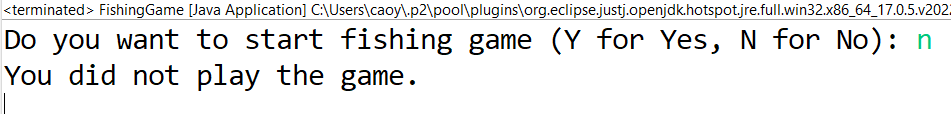 <terminated> FishingGame [Java Application] C:\Users\caoy\.p2\pool\plugins\org.eclipse.justj.openjdk.hotspot.jre.full.win32.x86_64_17.0.5.v202
Do you want to start fishing game (Y for Yes, N for No): n
You did not play the game.